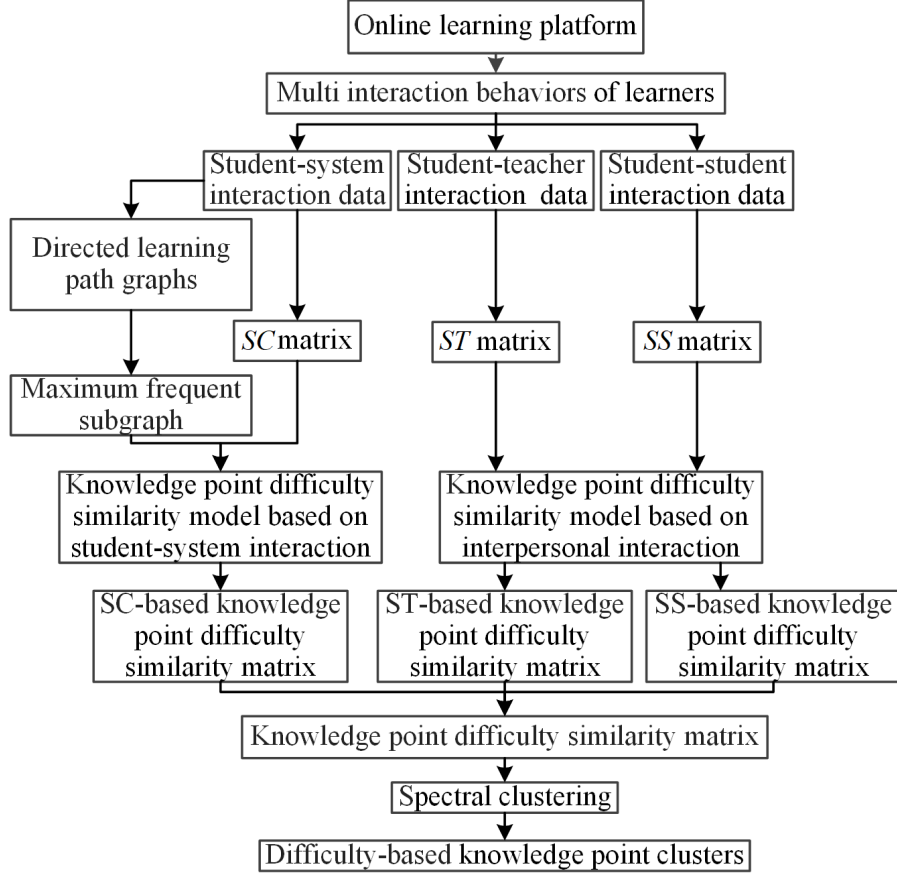 Online learning platform
Multi interaction behaviors of learners
Student-system
interaction data
Student-teacher
interaction data
Student-student
interaction data
Directed learning
path graphs
SC matrix
ST matrix
SS matrix
Maximum frequent
subgraph
Knowledge point difficulty
similarity model based on
student-system interaction
Knowledge point difficulty
similarity model based on
interpersonal interaction
SC-based knowledge
point difficulty
similarity matrix
ST-based knowledge
point difficulty
similarity matrix
SS-based knowledge
point difficulty
similarity matrix
Knowledge point difficulty similarity matrix
Spectral clustering
Difficulty-based knowledge point clusters